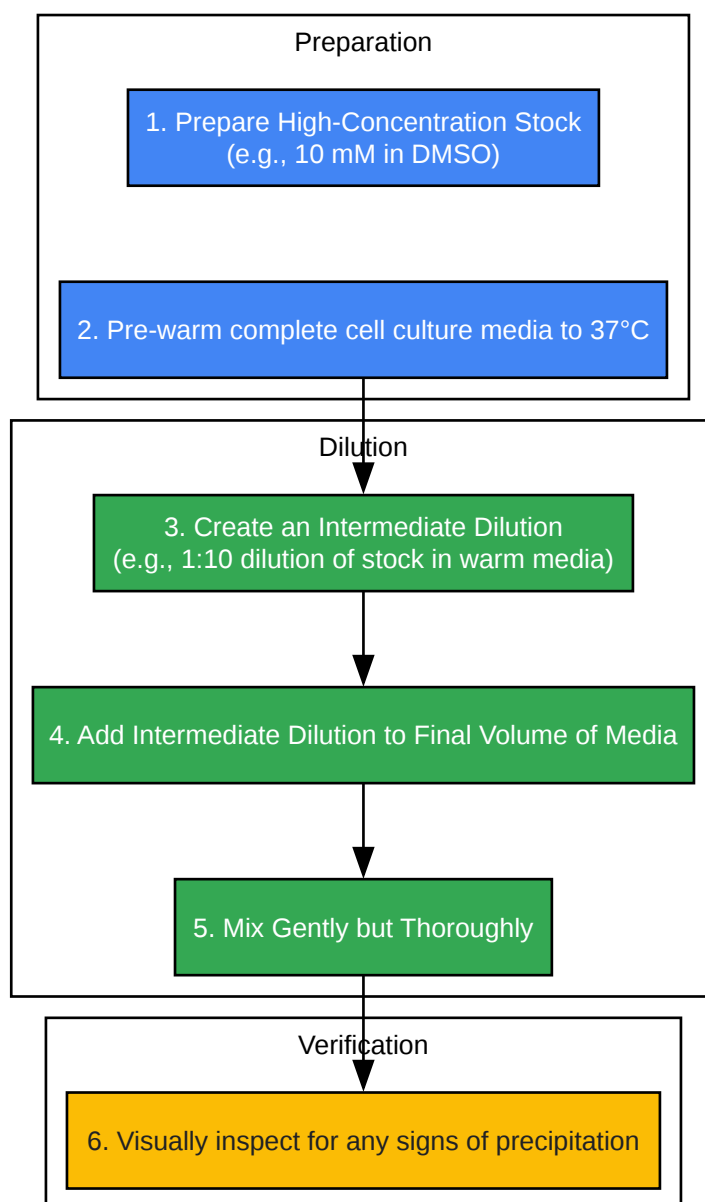 Preparation
1. Prepare High-Concentration Stock
(e.g., 10 mM in DMSO)
2. Pre-warm complete cell culture media to 37°C
Dilution
3. Create an Intermediate Dilution
(e.g., 1:10 dilution of stock in warm media)
4. Add Intermediate Dilution to Final Volume of Media
5. Mix Gently but Thoroughly
Verification
6. Visually inspect for any signs of precipitation